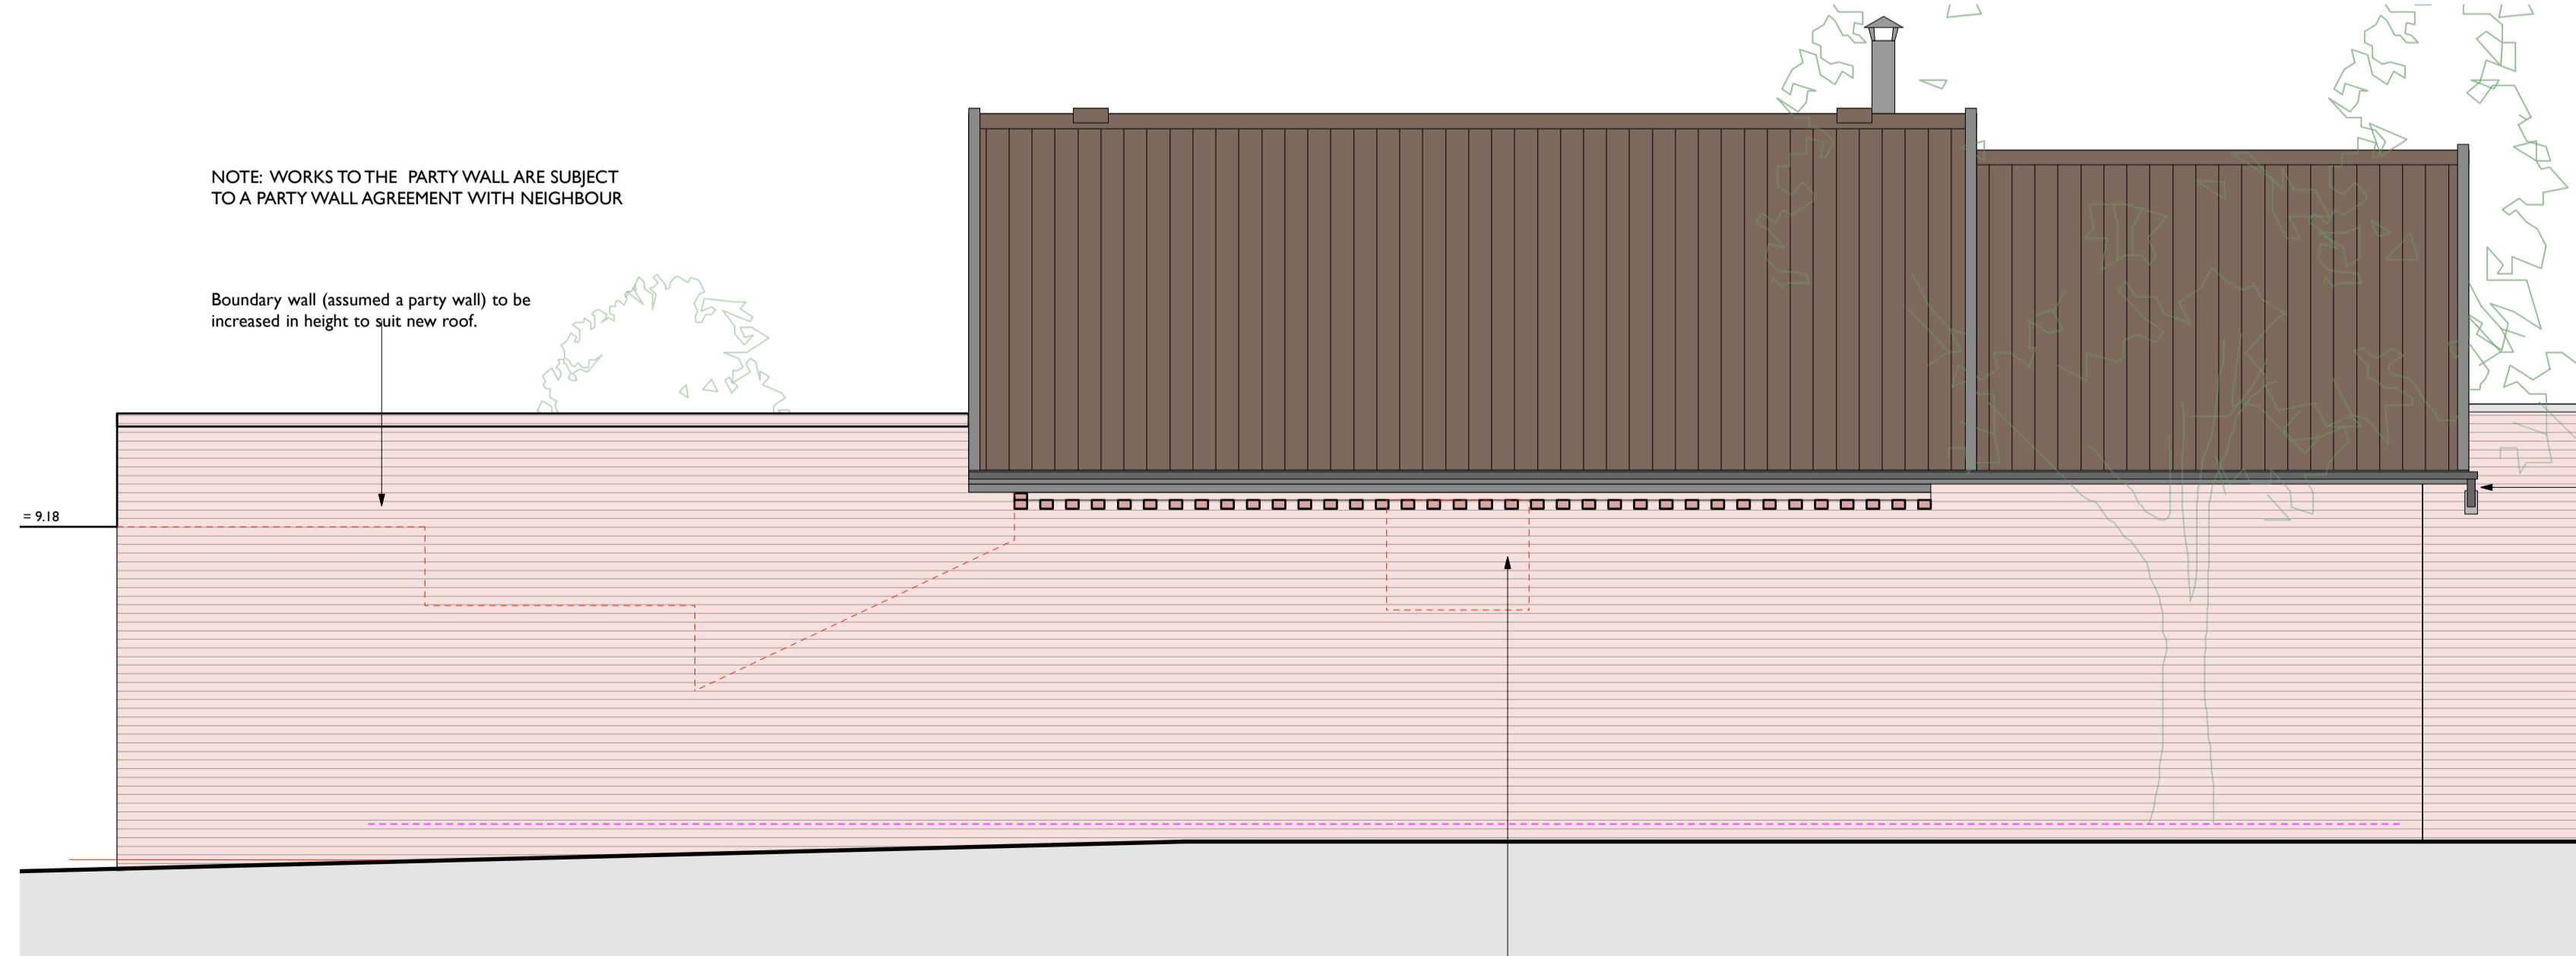 NOTE: WORKS TO THE PARTY WALL ARE SUBJECT
TO A PARTY WALL AGREEMENT WITH NEIGHBOUR
Boundary wall (assumed a party wall) to be
increased in height to suit new roof.
= 9.18